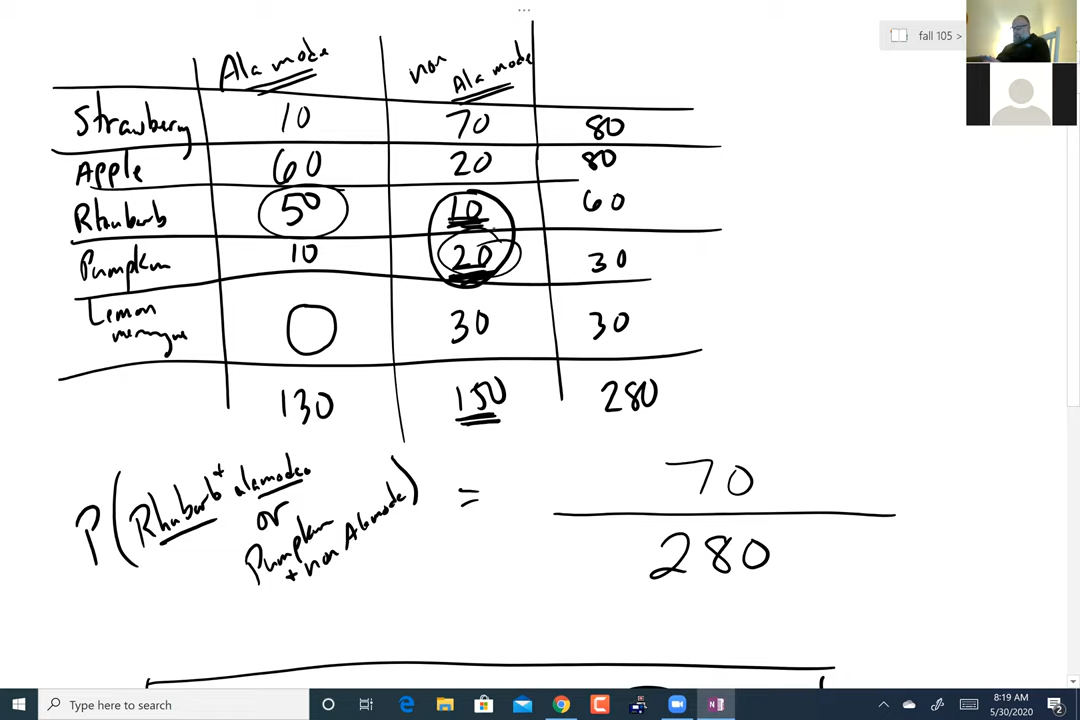 fall 105 >
Ala mode non Ala mode
Strawberry 10 70 80
Apple 60 20 80
Rhubarb 50 10 60
Pumpkin 10 20 30
Lemon meringue 0 30 30
130 150 280
P(Rhubarb + alamode or Pumpkin + non Alamode) = 70
280
Type here to search
8:19 AM
5/30/2020
2